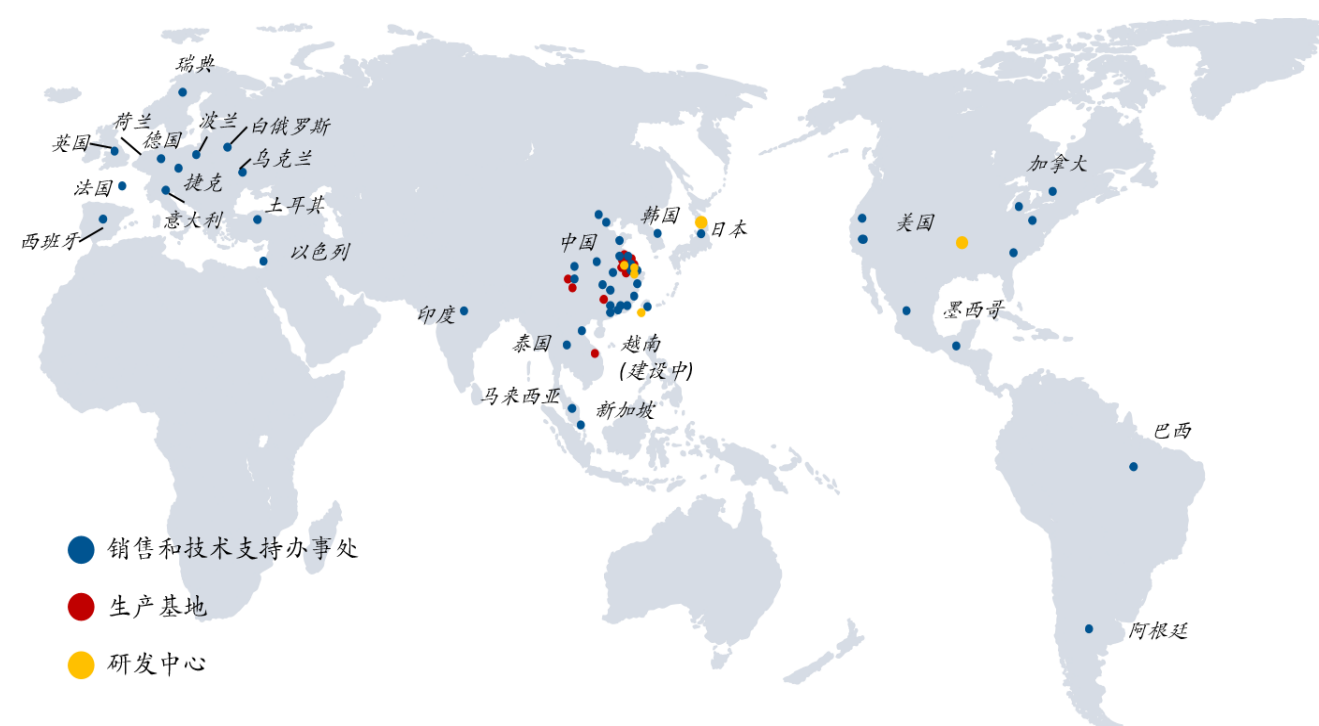 瑞典
荷兰
波兰
白俄罗斯
英国
德国
乌克兰
法国
捷克
意大利
土耳其
西班牙
以色列
中国
韩国
日本
印度
泰国
越南
(建设中)
马来西亚
新加坡
加拿大
美国
墨西哥
巴西
阿根廷
销售和技术支持办事处
生产基地
研发中心